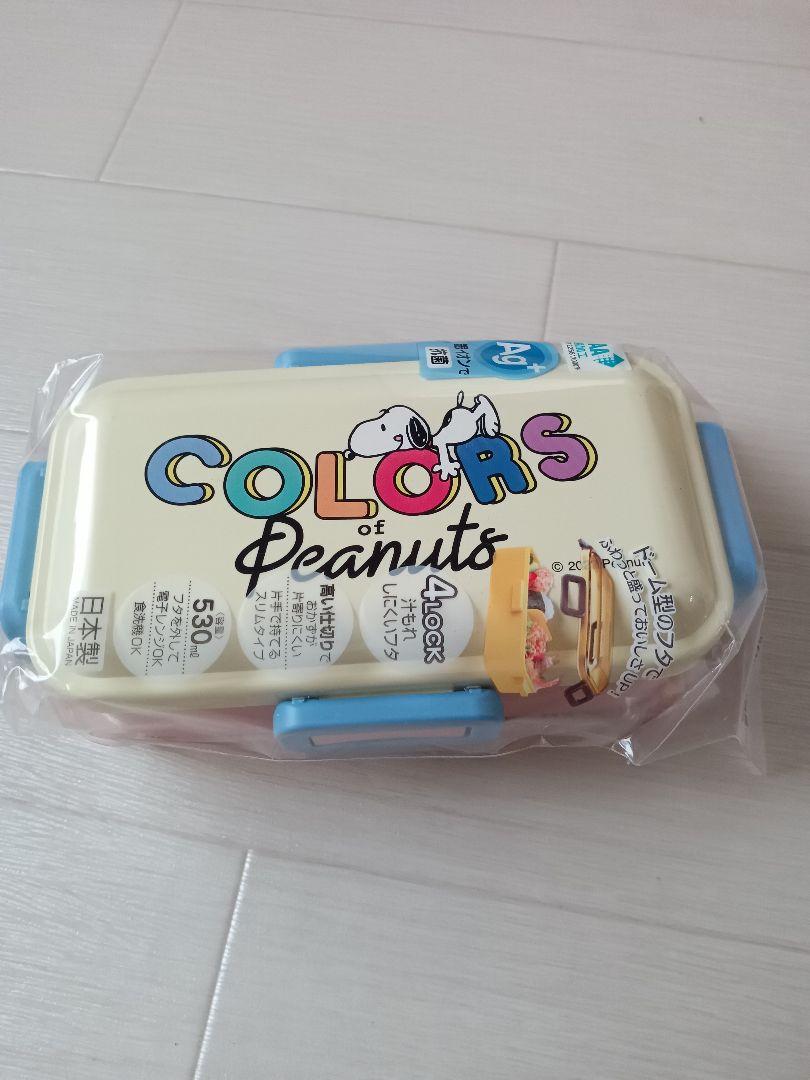 COLORS
of
Peanuts
Ag+
抗菌
ドーム型のフタで
ふわっと盛っておいしさUP!
4LOCK
汁もれ
しにくいフタ
高い仕切りで
おかずが
片寄りにくい
片手で持てる
スリムタイプ
〈容量〉
530ml
フタを外して
電子レンジOK
食洗機OK
日本製
MADE IN JAPAN